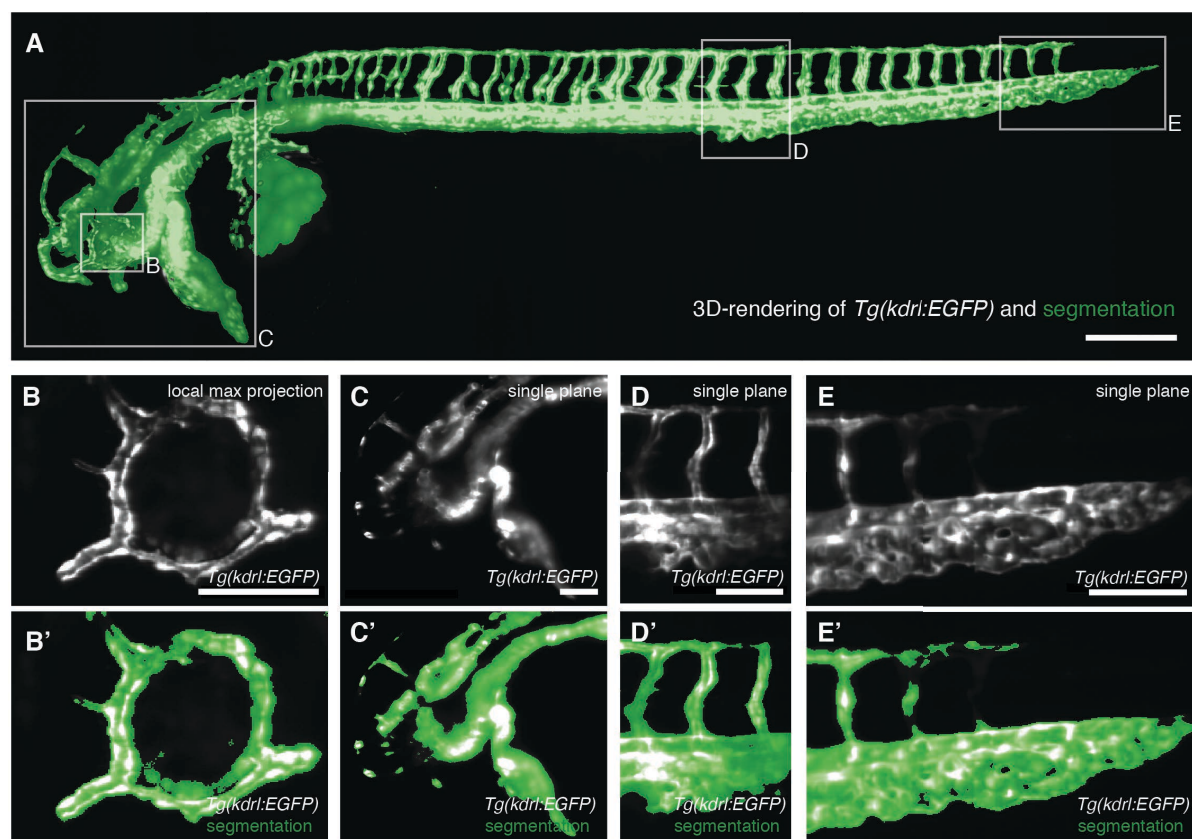 A
E
D
B
C
3D-rendering of Tg(kdrl:EGFP) and segmentation
B
local max projection
Tg(kdrl:EGFP)
C
single plane
Tg(kdrl:EGFP)
D
single plane
Tg(kdrl:EGFP)
E
single plane
Tg(kdrl:EGFP)
B’
Tg(kdrl:EGFP)
segmentation
C’
Tg(kdrl:EGFP)
segmentation
D’
Tg(kdrl:EGFP)
segmentation
E’
Tg(kdrl:EGFP)
segmentation